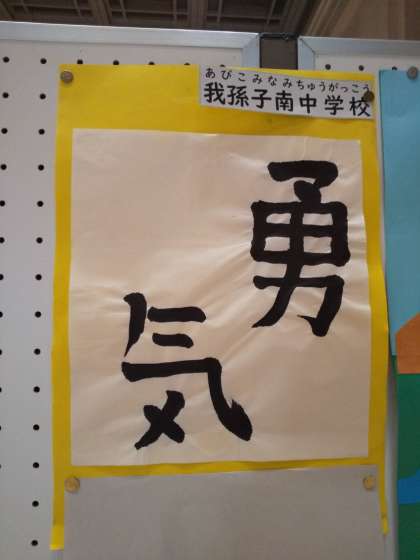 あびこみなみちゅうがっこう
我孫子南中学校
勇
気